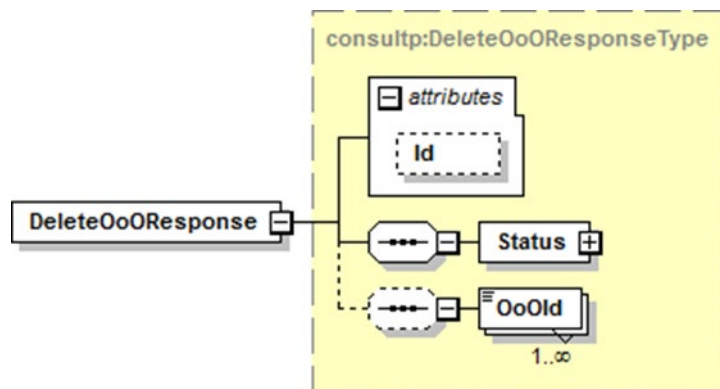 consultp:DeleteOoOResponseType
attributes
Id
DeleteOoOResponse
Status
OoOId
1..∞